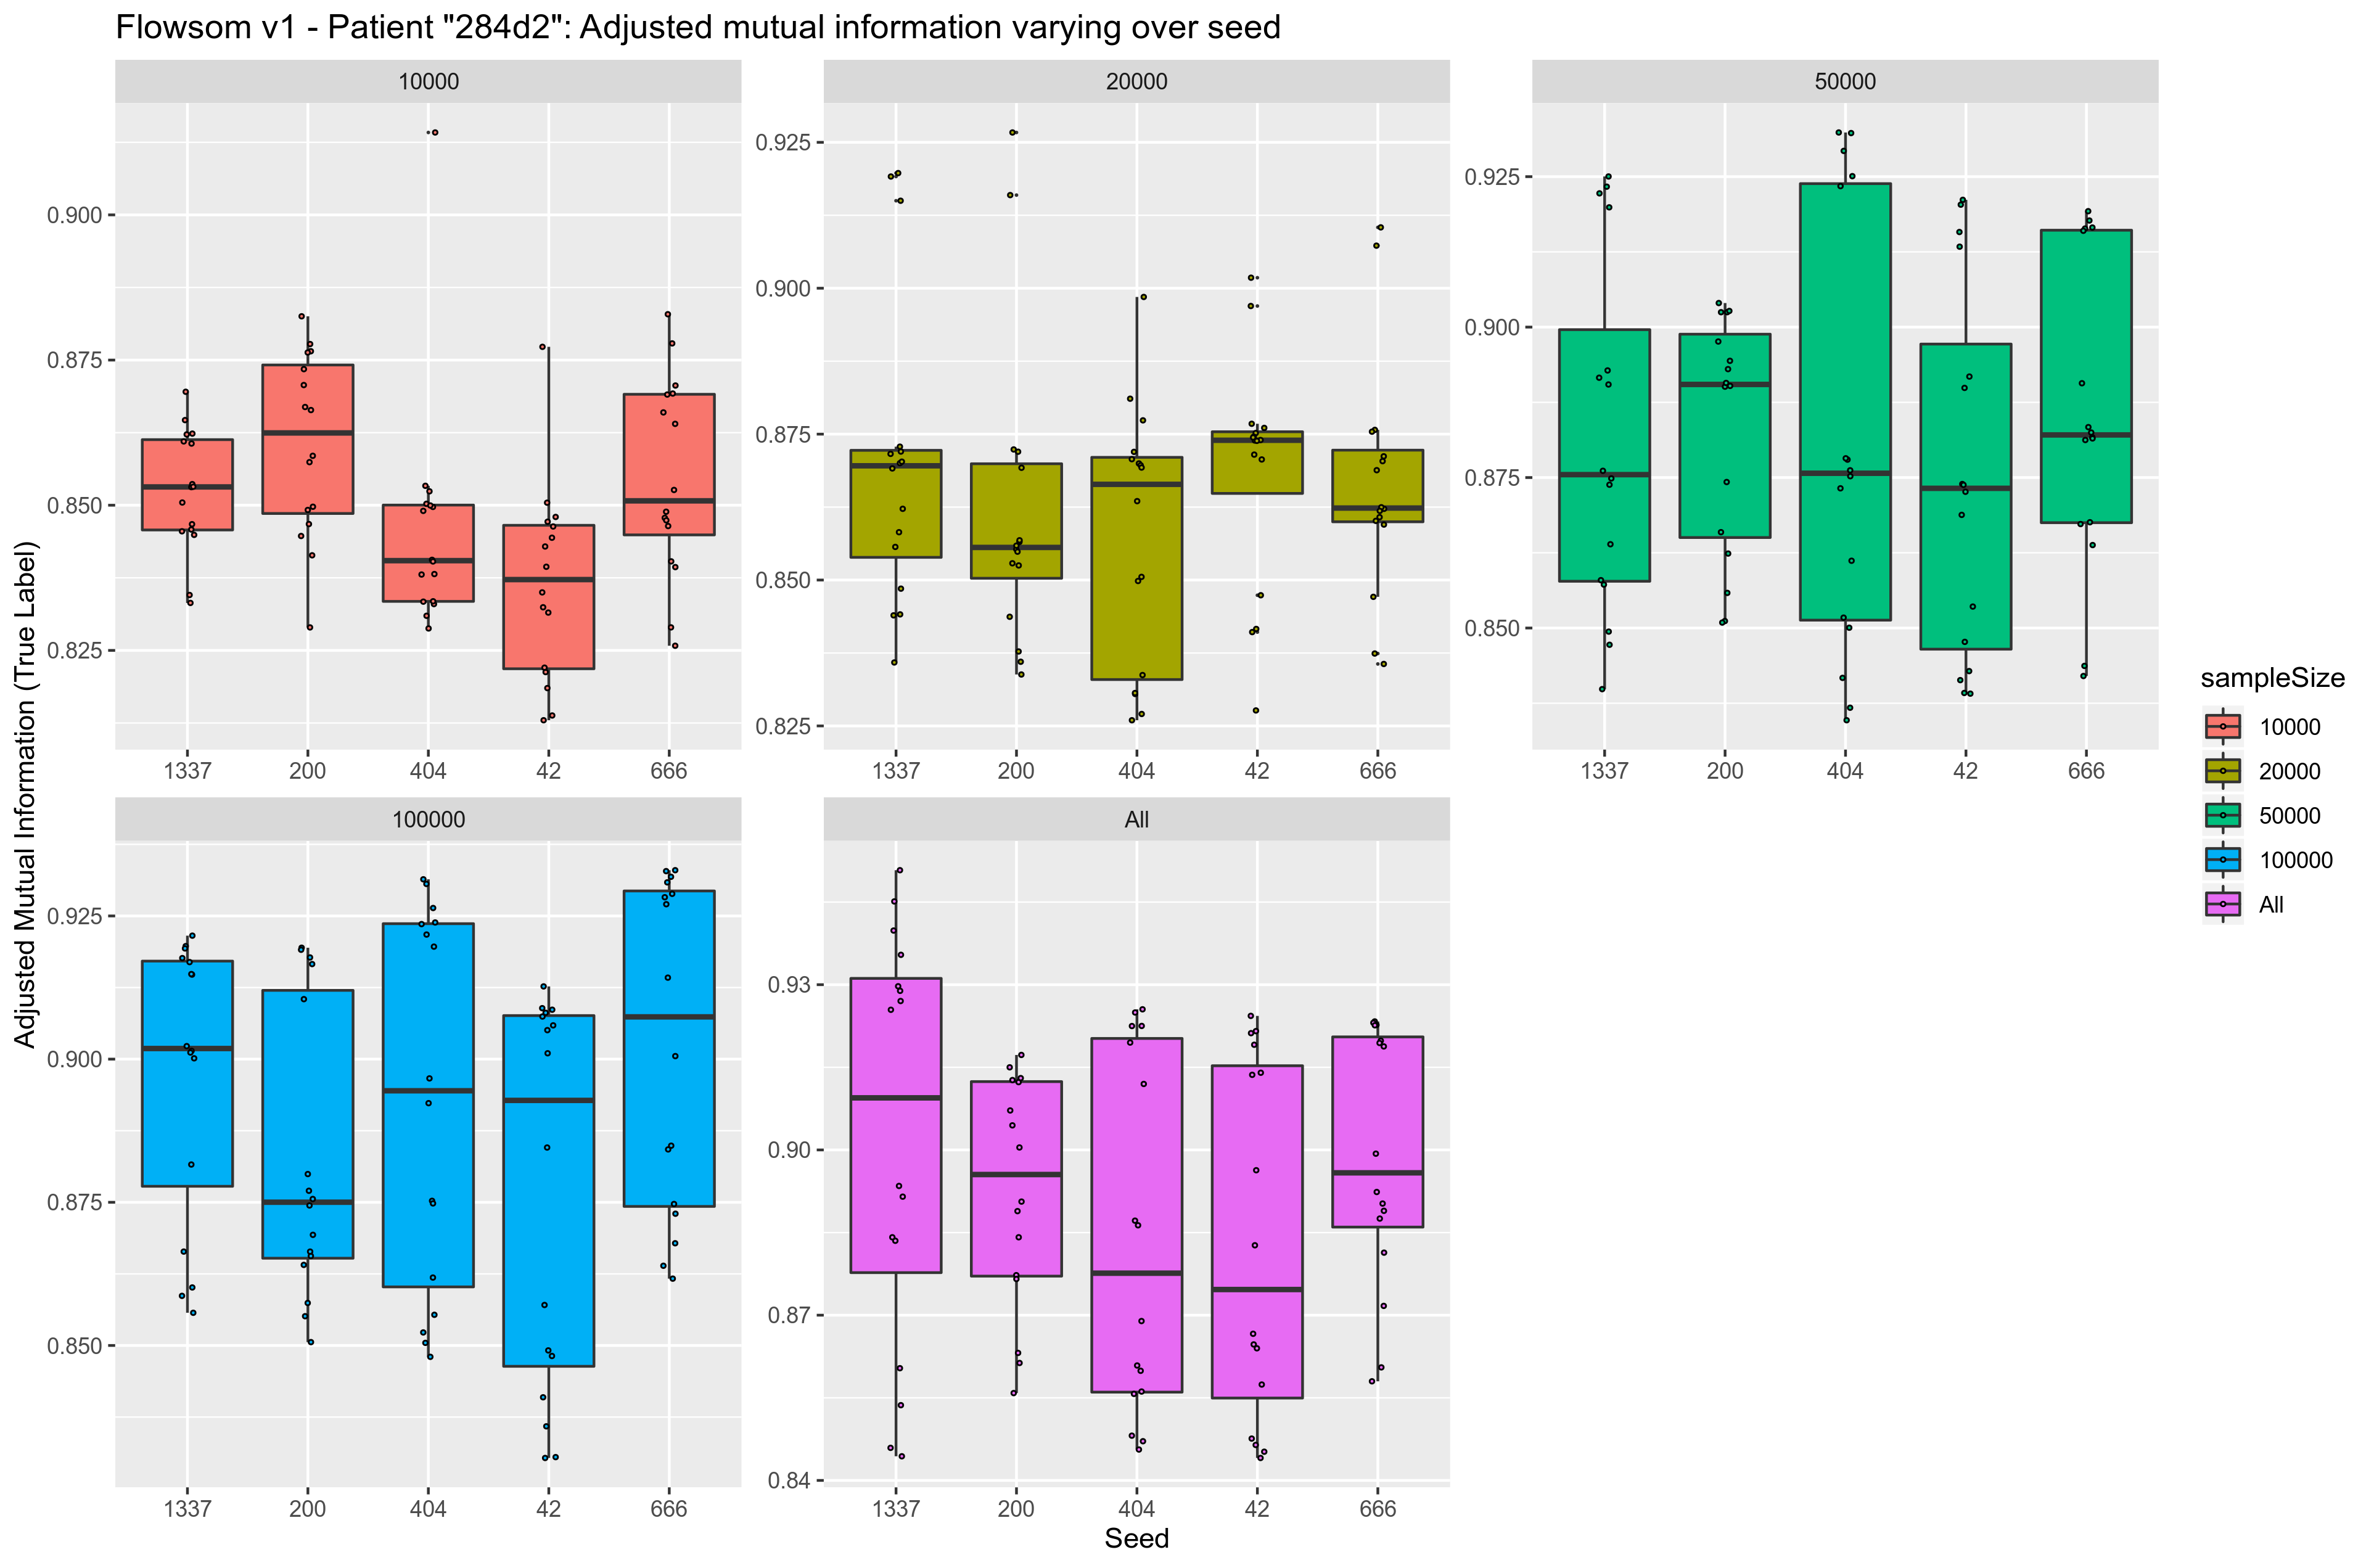 Flowsom v1 - Patient "284d2": Adjusted mutual information varying over seed
Adjusted Mutual Information (True Label)
10000
0.900
0.875
0.850
0.825
1337 200 404 42 666
20000
0.925
0.900
0.875
0.850
0.825
1337 200 404 42 666
50000
0.925
0.900
0.875
0.850
1337 200 404 42 666
100000
0.925
0.900
0.875
0.850
1337 200 404 42 666
All
0.93
0.90
0.87
0.84
1337 200 404 42 666
Seed
sampleSize
10000
20000
50000
100000
All